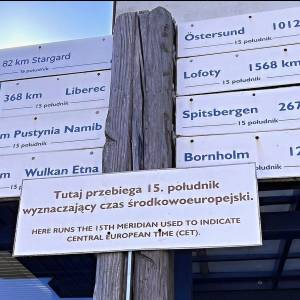 82 km Stargard
15 południk
368 km Liberec
15 południk
m Pustynia Namib
15 południk
m Wulkan Etna
15 południk
Östersund 1012
15 południk
Lofoty 1568 km
15 południk
Spitsbergen 267
15 południk
Bornholm 12
15 południk
Tutaj przebiega 15. południk
wyznaczający czas środkowoeuropejski.
HERE RUNS THE 15TH MERIDIAN USED TO INDICATE
CENTRAL EUROPEAN TIME (CET).